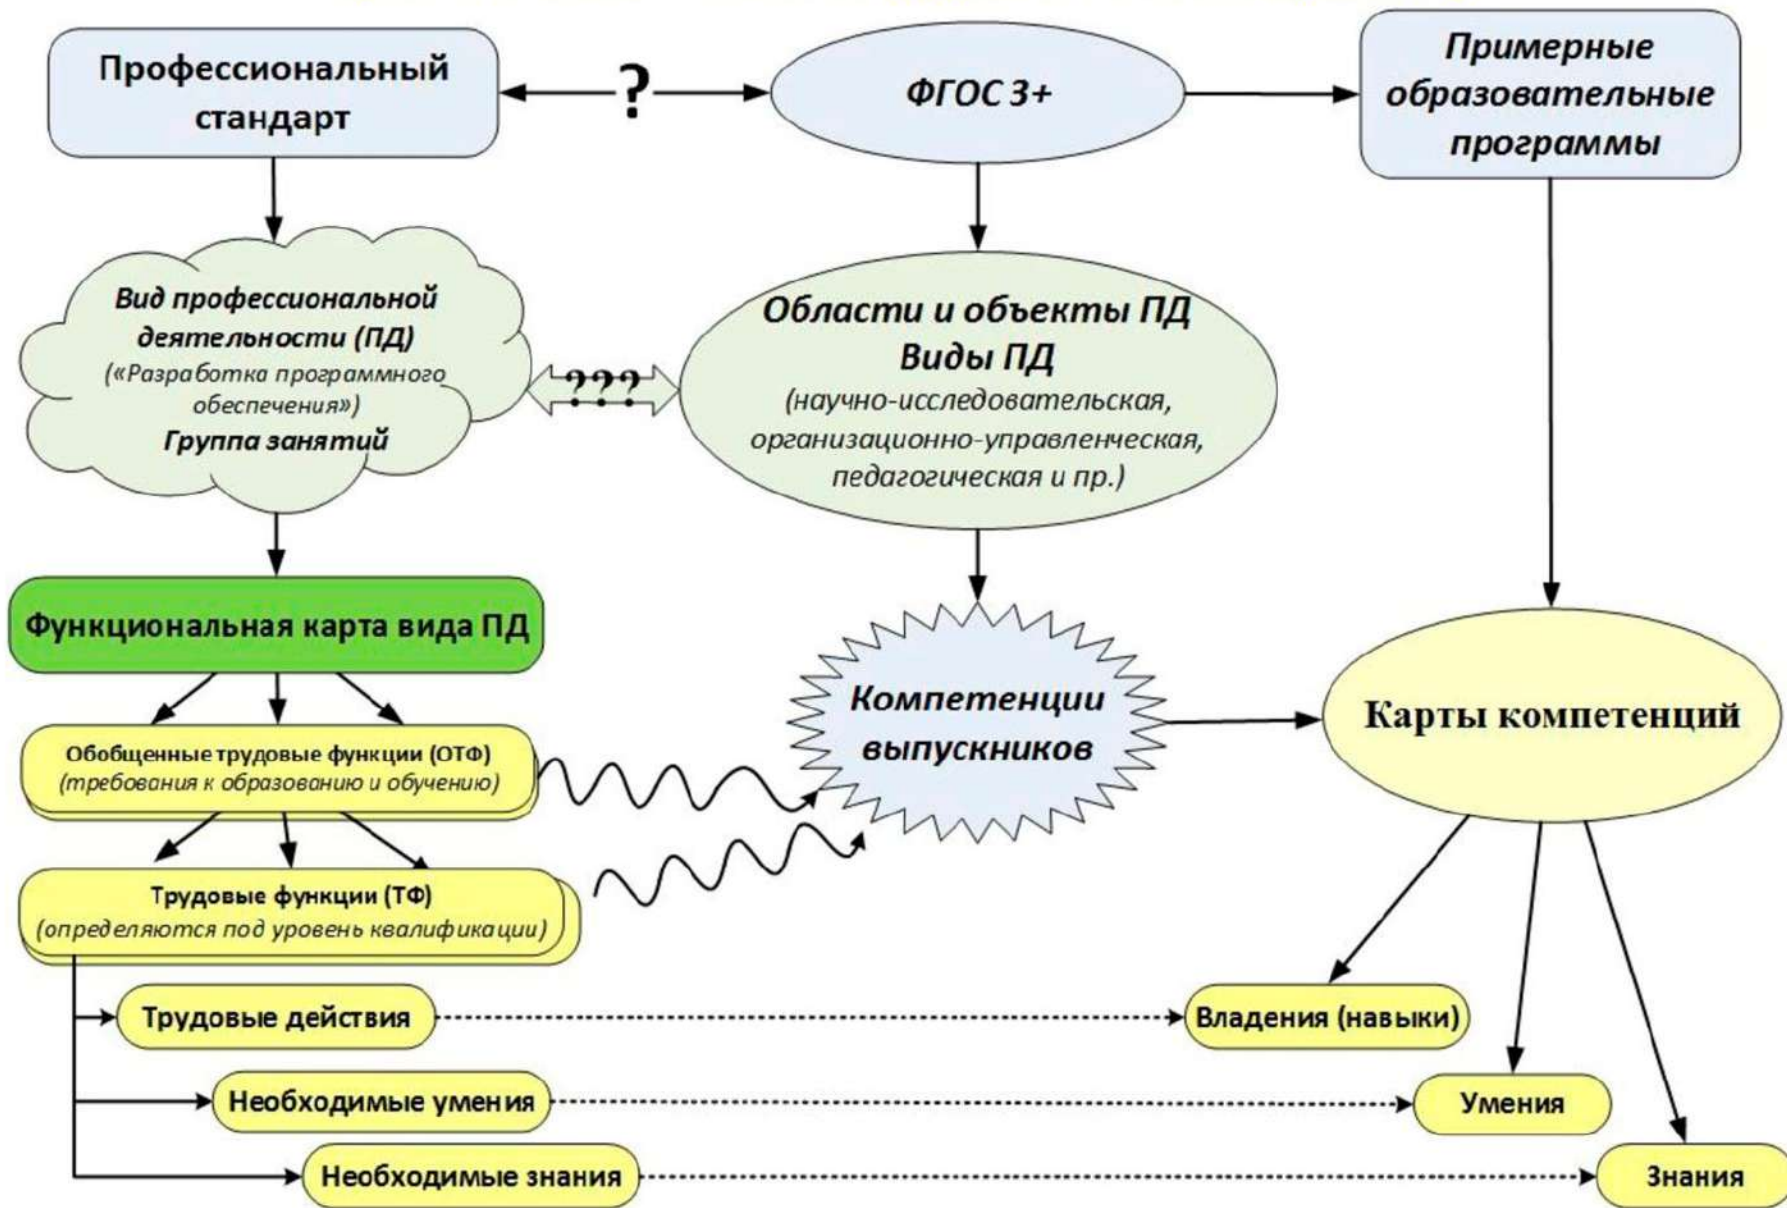 Профессиональный
стандарт
?
ФГОС 3+
Примерные
образовательные
программы
Вид профессиональной
деятельности (ПД)
(«Разработка программного
обеспечения»)
Группа занятий
???
Области и объекты ПД
Виды ПД
(научно-исследовательская,
организационно-управленческая,
педагогическая и пр.)
Функциональная карта вида ПД
Компетенции
выпускников
Карты компетенций
Обобщенные трудовые функции (ОТФ)
(требования к образованию и обучению)
Трудовые функции (ТФ)
(определяются под уровень квалификации)
Трудовые действия
Владения (навыки)
Необходимые умения
Умения
Необходимые знания
Знания